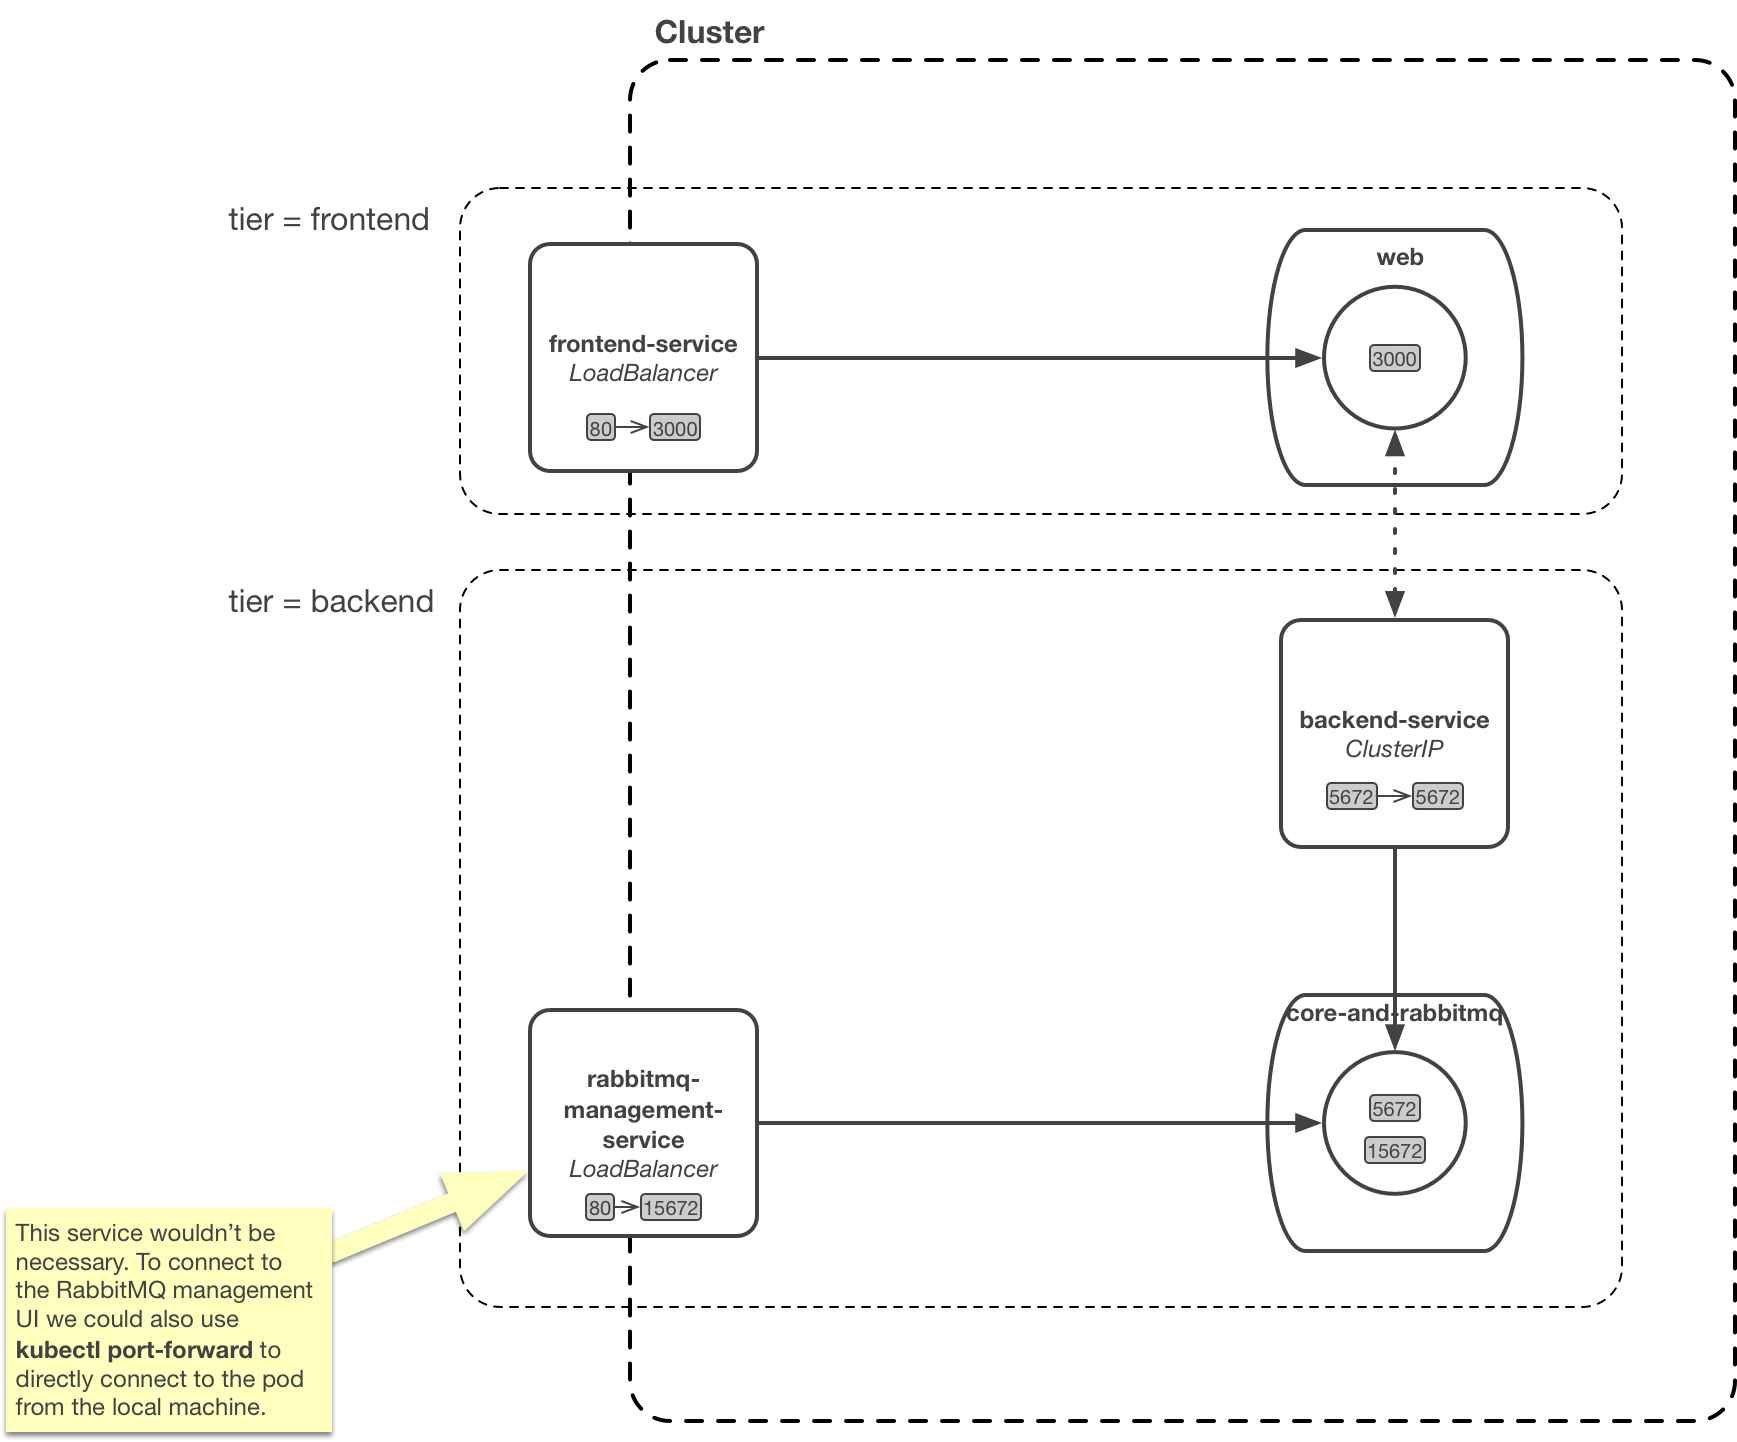 Cluster
tier = frontend
web
frontend-service
LoadBalancer
80 3000
3000
tier = backend
backend-service
ClusterIP
5672 5672
core-and-rabbitmq
rabbitmq-
management-
service
LoadBalancer
80 15672
5672
15672
This service wouldn’t be
necessary. To connect to
the RabbitMQ management
UI we could also use
kubectl port-forward to
directly connect to the pod
from the local machine.